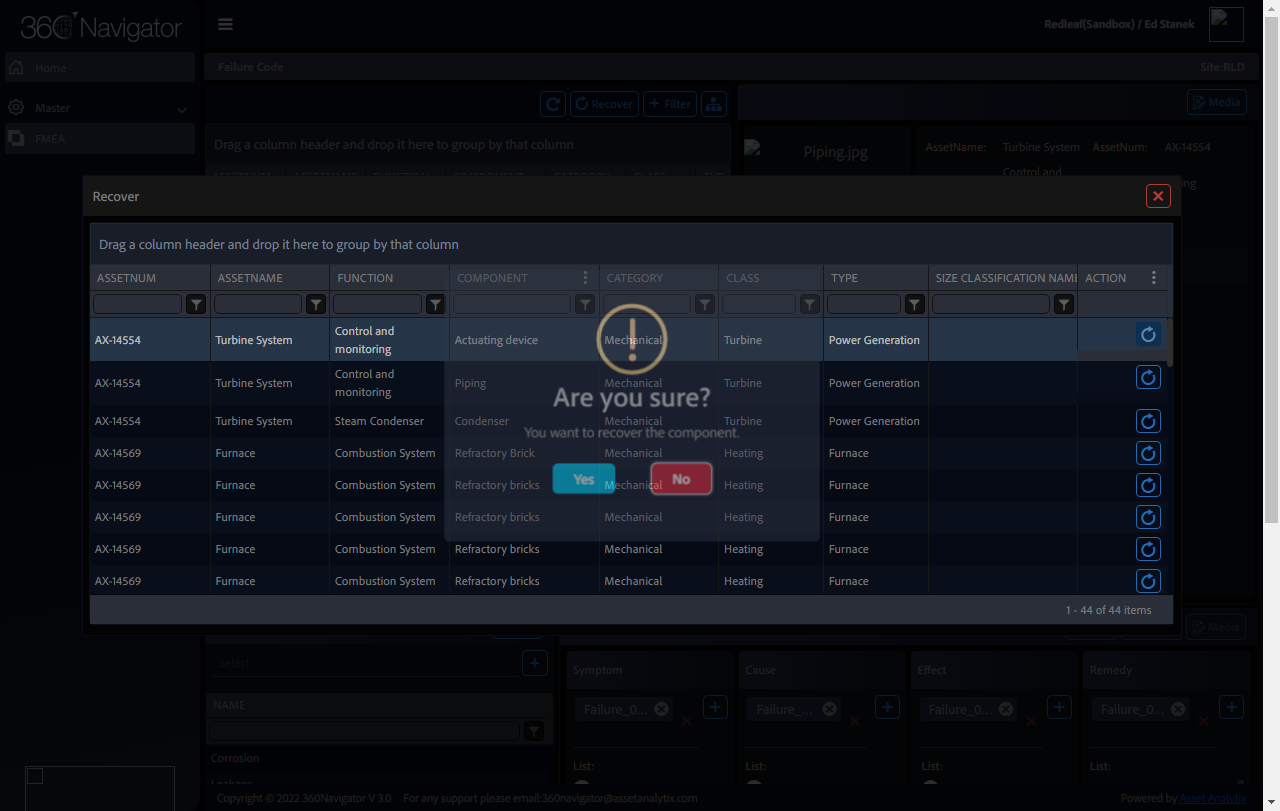 360 Navigator
Redleaf(Sandbox) / Ed Stanek
Home
Failure Code
Site:RLD
Master
Recover
Filter
Media
FMEA
Drag a column header and drop it here to group by that column
Piping.jpg
AssetName: Turbine System AssetNum: AX-14554
Control and
Recover
Drag a column header and drop it here to group by that column
ASSETNUM ASSETNAME FUNCTION COMPONENT CATEGORY CLASS TYPE SIZE CLASSIFICATION NAME ACTION
AX-14554 Turbine System Control and monitoring Actuating device Mechanical Turbine Power Generation
AX-14554 Turbine System Control and monitoring Piping Mechanical Turbine Power Generation
AX-14554 Turbine System Steam Condenser Condenser Mechanical Turbine Power Generation
AX-14569 Furnace Combustion System Refractory Brick Mechanical Heating Furnace
AX-14569 Furnace Combustion System Refractory bricks Mechanical Heating Furnace
AX-14569 Furnace Combustion System Refractory bricks Mechanical Heating Furnace
AX-14569 Furnace Combustion System Refractory bricks Mechanical Heating Furnace
AX-14569 Furnace Combustion System Refractory bricks Mechanical Heating Furnace
Are you sure?
You want to recover the component.
Yes No
1 - 44 of 44 items
Media
Select
Symptom Cause Effect Remedy
NAME
Failure_0... Failure_... Failure_0... Failure_0...
Corrosion
List: List: List: List:
Copyright © 2022 360Navigator V 3.0 For any support please email:360navigator@assetanalytix.com
Powered by Asset Analytix